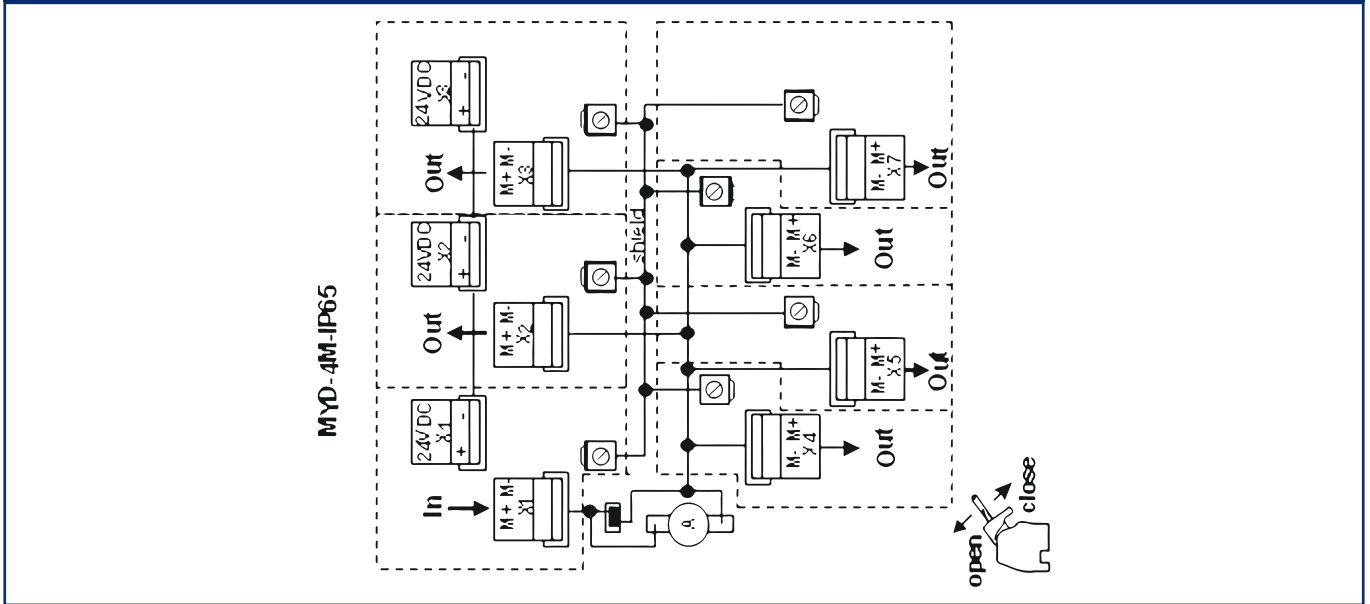 MYD-4M-IP65
24VDC
X3
+ -
Out
M+ M-
X3
24VDC
X2
+ -
Out
M+ M-
X2
24VDC
X1
+ -
In
M+ M-
X1
shield
A
M- M+
X7
Out
M- M+
X6
Out
M- M+
X5
Out
M- M+
X4
Out
open
close